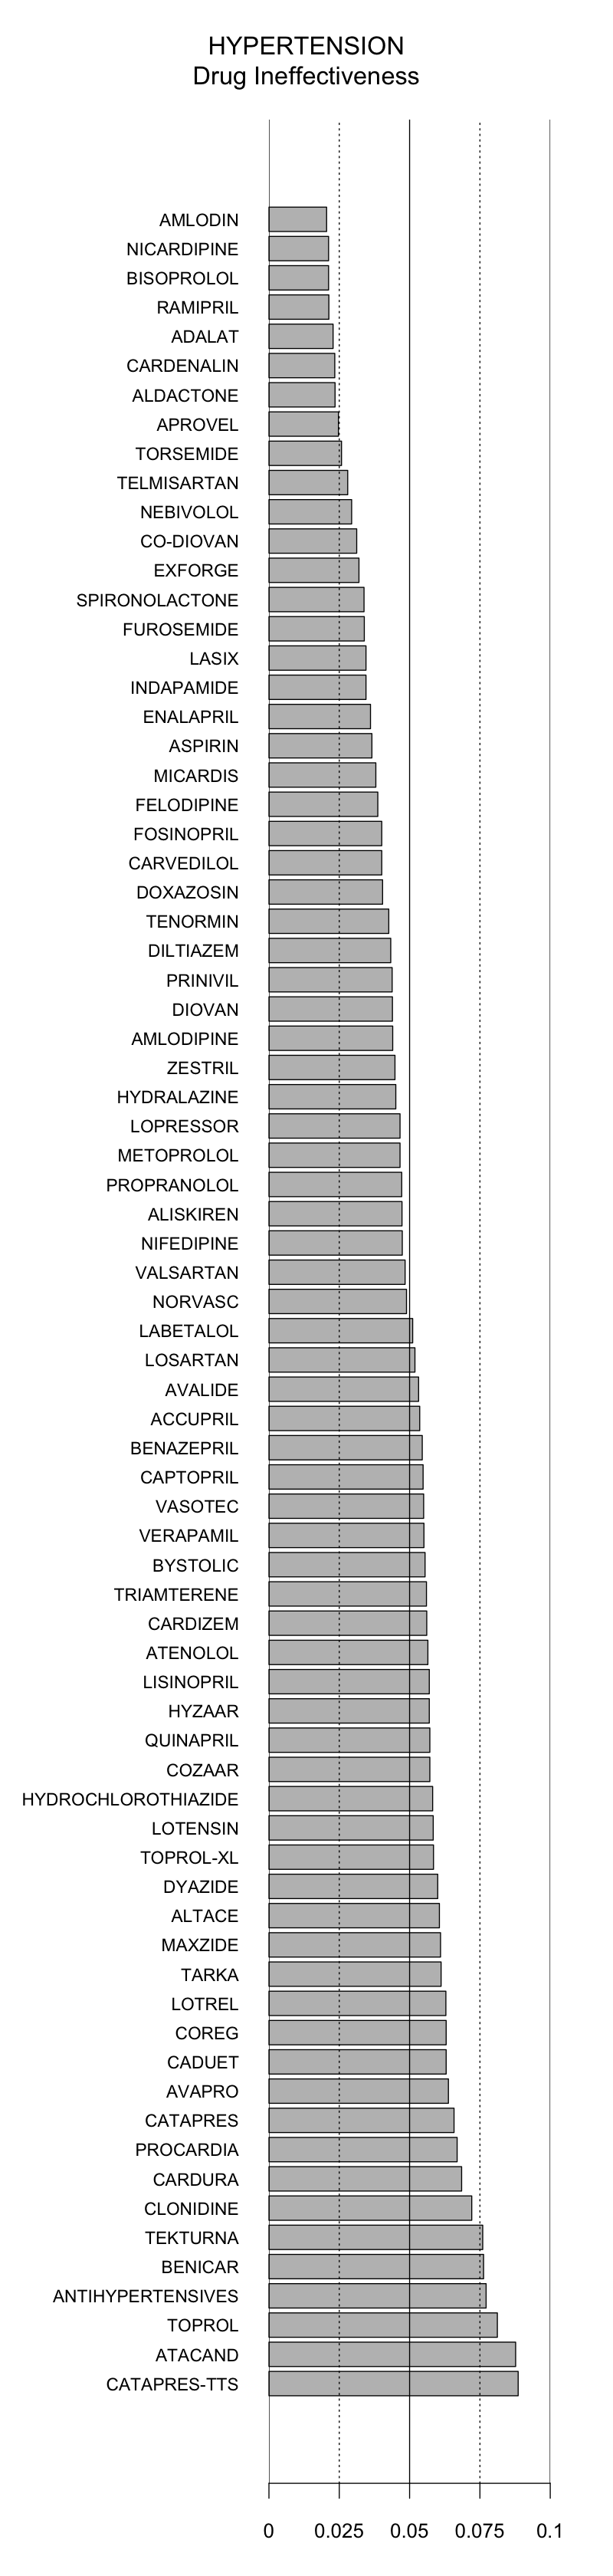 HYPERTENSION
Drug Ineffectiveness
AMLODIN
NICARDIPINE
BISOPROLOL
RAMIPRIL
ADALAT
CARDENALIN
ALDACTONE
APROVEL
TORSEMIDE
TELMISARTAN
NEBIVOLOL
CO-DIOVAN
EXFORGE
SPIRONOLACTONE
FUROSEMIDE
LASIX
INDAPAMIDE
ENALAPRIL
ASPIRIN
MICARDIS
FELODIPINE
FOSINOPRIL
CARVEDILOL
DOXAZOSIN
TENORMIN
DILTIAZEM
PRINIVIL
DIOVAN
AMLODIPINE
ZESTRIL
HYDRALAZINE
LOPRESSOR
METOPROLOL
PROPRANOLOL
ALISKIREN
NIFEDIPINE
VALSARTAN
NORVASC
LABETALOL
LOSARTAN
AVALIDE
ACCUPRIL
BENAZEPRIL
CAPTOPRIL
VASOTEC
VERAPAMIL
BYSTOLIC
TRIAMTERENE
CARDIZEM
ATENOLOL
LISINOPRIL
HYZAAR
QUINAPRIL
COZAAR
HYDROCHLOROTHIAZIDE
LOTENSIN
TOPROL-XL
DYAZIDE
ALTACE
MAXZIDE
TARKA
LOTREL
COREG
CADUET
AVAPRO
CATAPRES
PROCARDIA
CARDURA
CLONIDINE
TEKTURNA
BENICAR
ANTIHYPERTENSIVES
TOPROL
ATACAND
CATAPRES-TTS
0 0.025 0.05 0.075 0.1